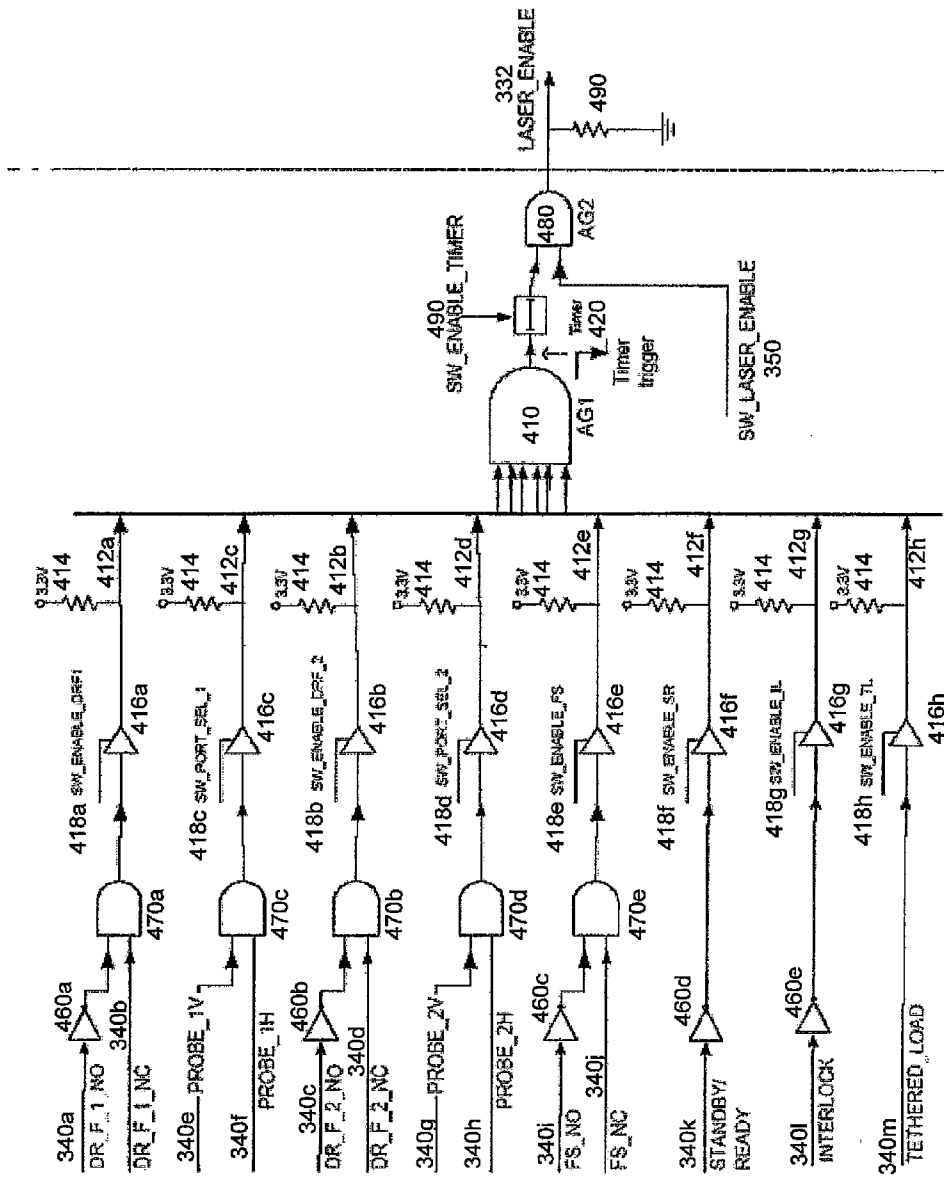 340a
DR_F_1_NO
460a
340b
DR_F_1_NC
470a
418a SW_ENABLE_DRF1
416a
3.3V
414
412a
340e
PROBE_1V
340f
PROBE_1H
470c
418c SW_PORT_SEL_1
416c
3.3V
414
412c
340c
DR_F_2_NO
460b
340d
DR_F_2_NC
470b
418b SW_ENABLE_DRF_2
416b
3.3V
414
412b
340g
PROBE_2V
340h
PROBE_2H
470d
418d SW_PORT_SEL_2
416d
3.3V
414
412d
340i
FS_NO
460c
340j
FS_NC
470e
418e SW_ENABLE_FS
416e
3.3V
414
412e
340k
STANDBY/
READY
460d
418f SW_ENABLE_SR
416f
3.3V
414
412f
340l
INTERLOCK
460e
418g SW_ENABLE_IL
416g
3.3V
414
412g
340m
TETHERED_LOAD
418h SW_ENABLE_TL
416h
3.3V
414
412h
410
AG1
490
SW_ENABLE_TIMER
Timer
420
Timer
trigger
480
AG2
SW_LASER_ENABLE
350
332
LASER_ENABLE
490